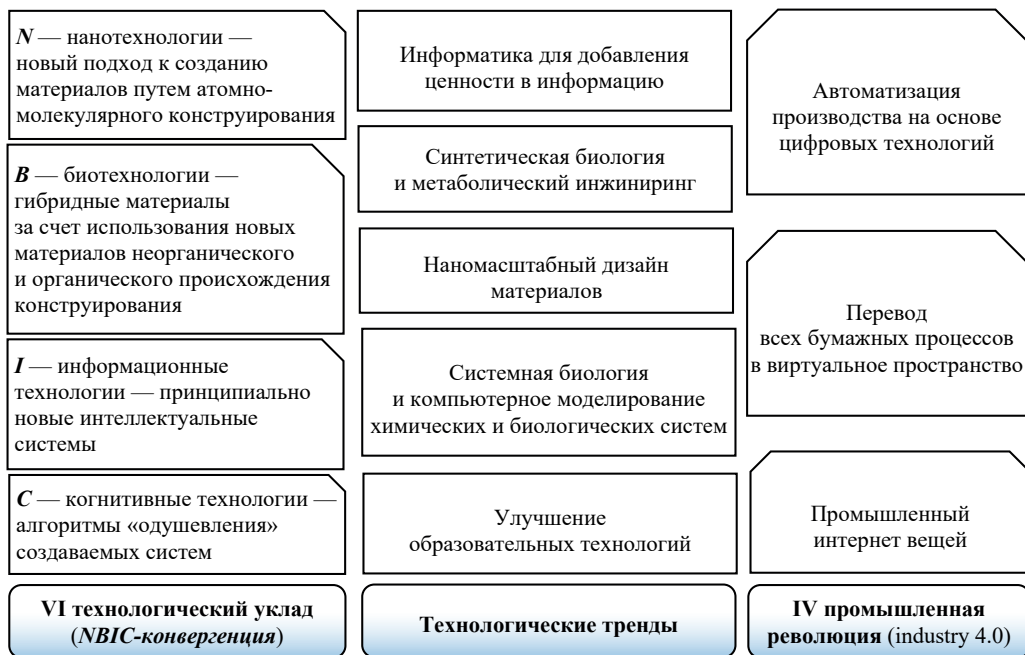 N — нанотехнологии —
новый подход к созданию
материалов путем атомно-
молекулярного конструирования
B — биотехнологии —
гибридные материалы
за счет использования новых
материалов неорганического
и органического происхождения
конструирования
I — информационные
технологии — принципиально
новые интеллектуальные
системы
C — когнитивные технологии —
алгоритмы «одушевления»
создаваемых систем
VI технологический уклад
(NBIC-конвергенция)
Информатика для добавления
ценности в информацию
Синтетическая биология
и метаболический инжиниринг
Наномасштабный дизайн
материалов
Системная биология
и компьютерное моделирование
химических и биологических систем
Улучшение
образовательных технологий
Технологические тренды
Автоматизация
производства на основе
цифровых технологий
Перевод
всех бумажных процессов
в виртуальное пространство
Промышленный
интернет вещей
IV промышленная
революция (industry 4.0)